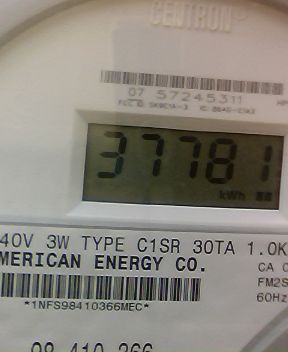 CENTRON®
07 57245311
37781
kWh
40V 3W TYPE C1SR 30TA 1.0K
MERICAN ENERGY CO.
CA 0
FM2S
60Hz
*1NFS98410366MEC*
98 410 366